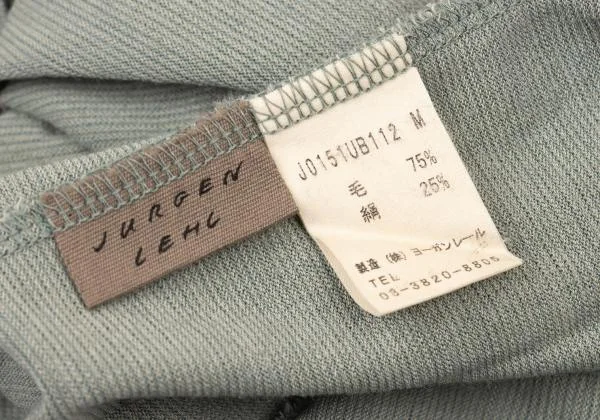 JURGEN
LEHL
J0151UB112 M
毛 75%
絹 25%
製造 (株) ヨーガンレール
TEL
03-3820-8805